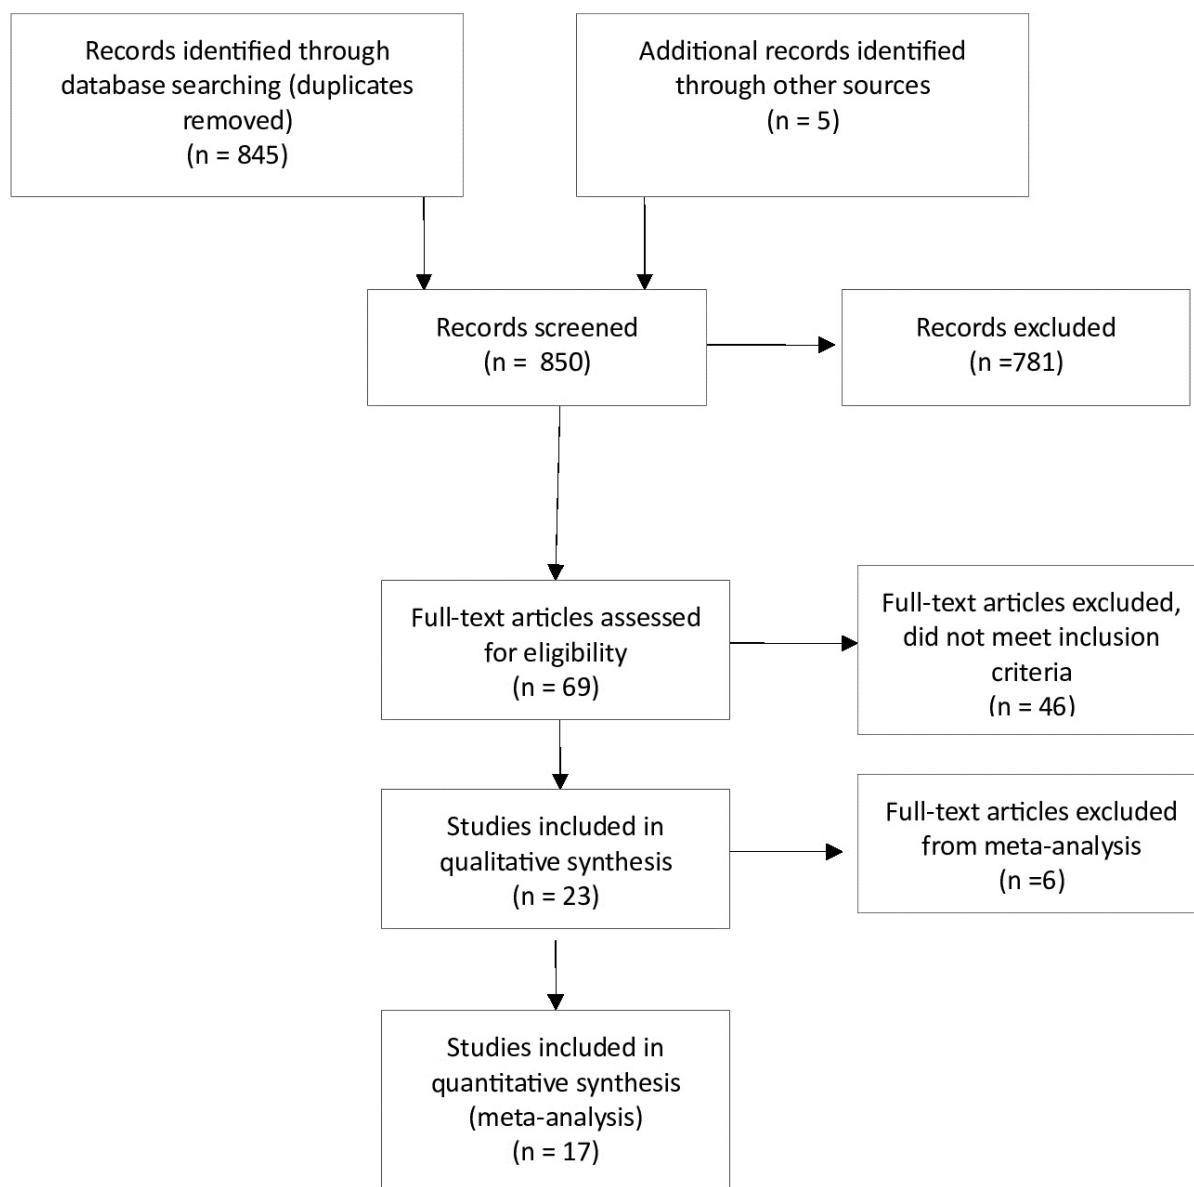 Records identified through
database searching (duplicates
removed)
(n = 845)
Additional records identified
through other sources
(n = 5)
Records screened
(n =  850)
Records excluded
(n =781)
Full-text articles assessed
for eligibility
(n = 69)
Full-text articles excluded,
did not meet inclusion
criteria
(n = 46)
Studies included in
qualitative synthesis
(n = 23)
Full-text articles excluded
from meta-analysis
(n =6)
Studies included in
quantitative synthesis
(meta-analysis)
(n = 17)